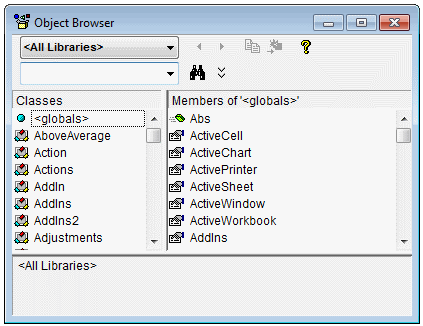 Object Browser
<All Libraries>
Classes
<globals>
AboveAverage
Action
Actions
AddIn
AddIns
AddIns2
Adjustments
Members of '<globals>'
Abs
ActiveCell
ActiveChart
ActivePrinter
ActiveSheet
ActiveWindow
ActiveWorkbook
AddIns
<All Libraries>